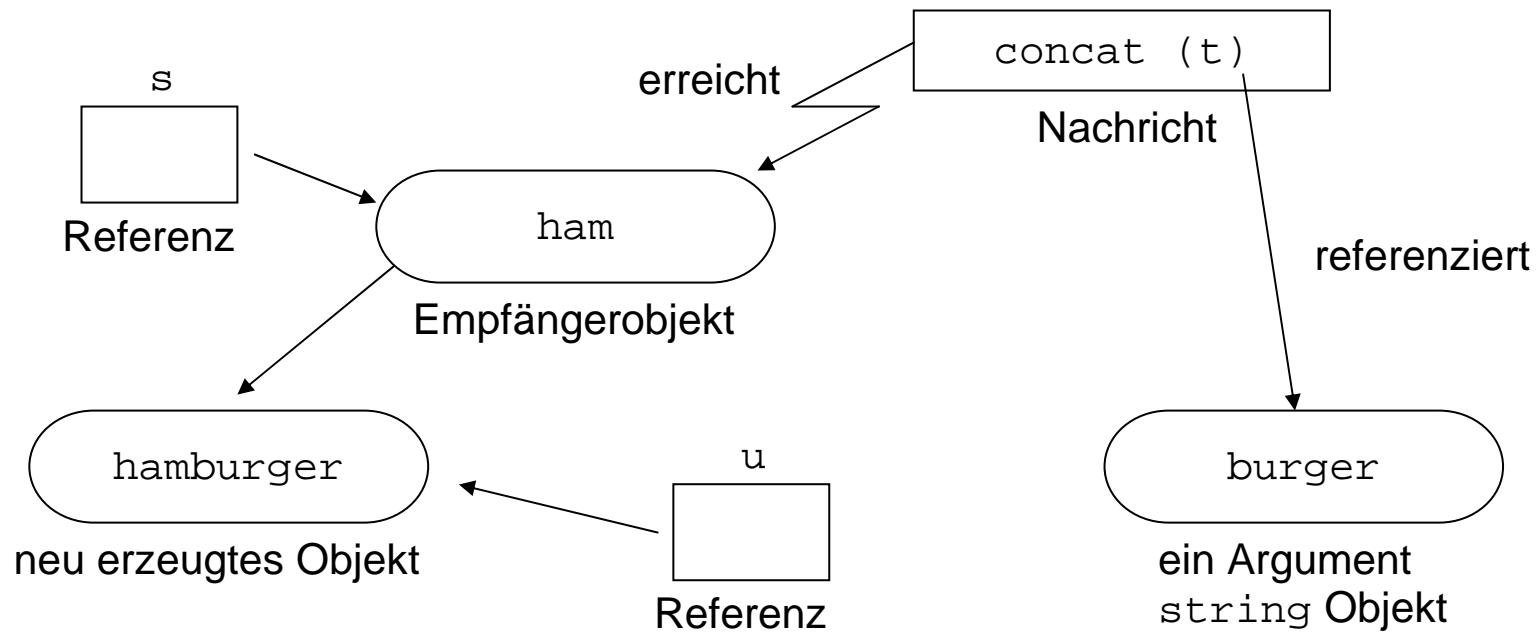 concat (t)
Nachricht
erreicht
s
Referenz
ham
Empfängerobjekt
referenziert
hamburger
neu erzeugtes Objekt
u
Referenz
burger
ein Argument
string Objekt